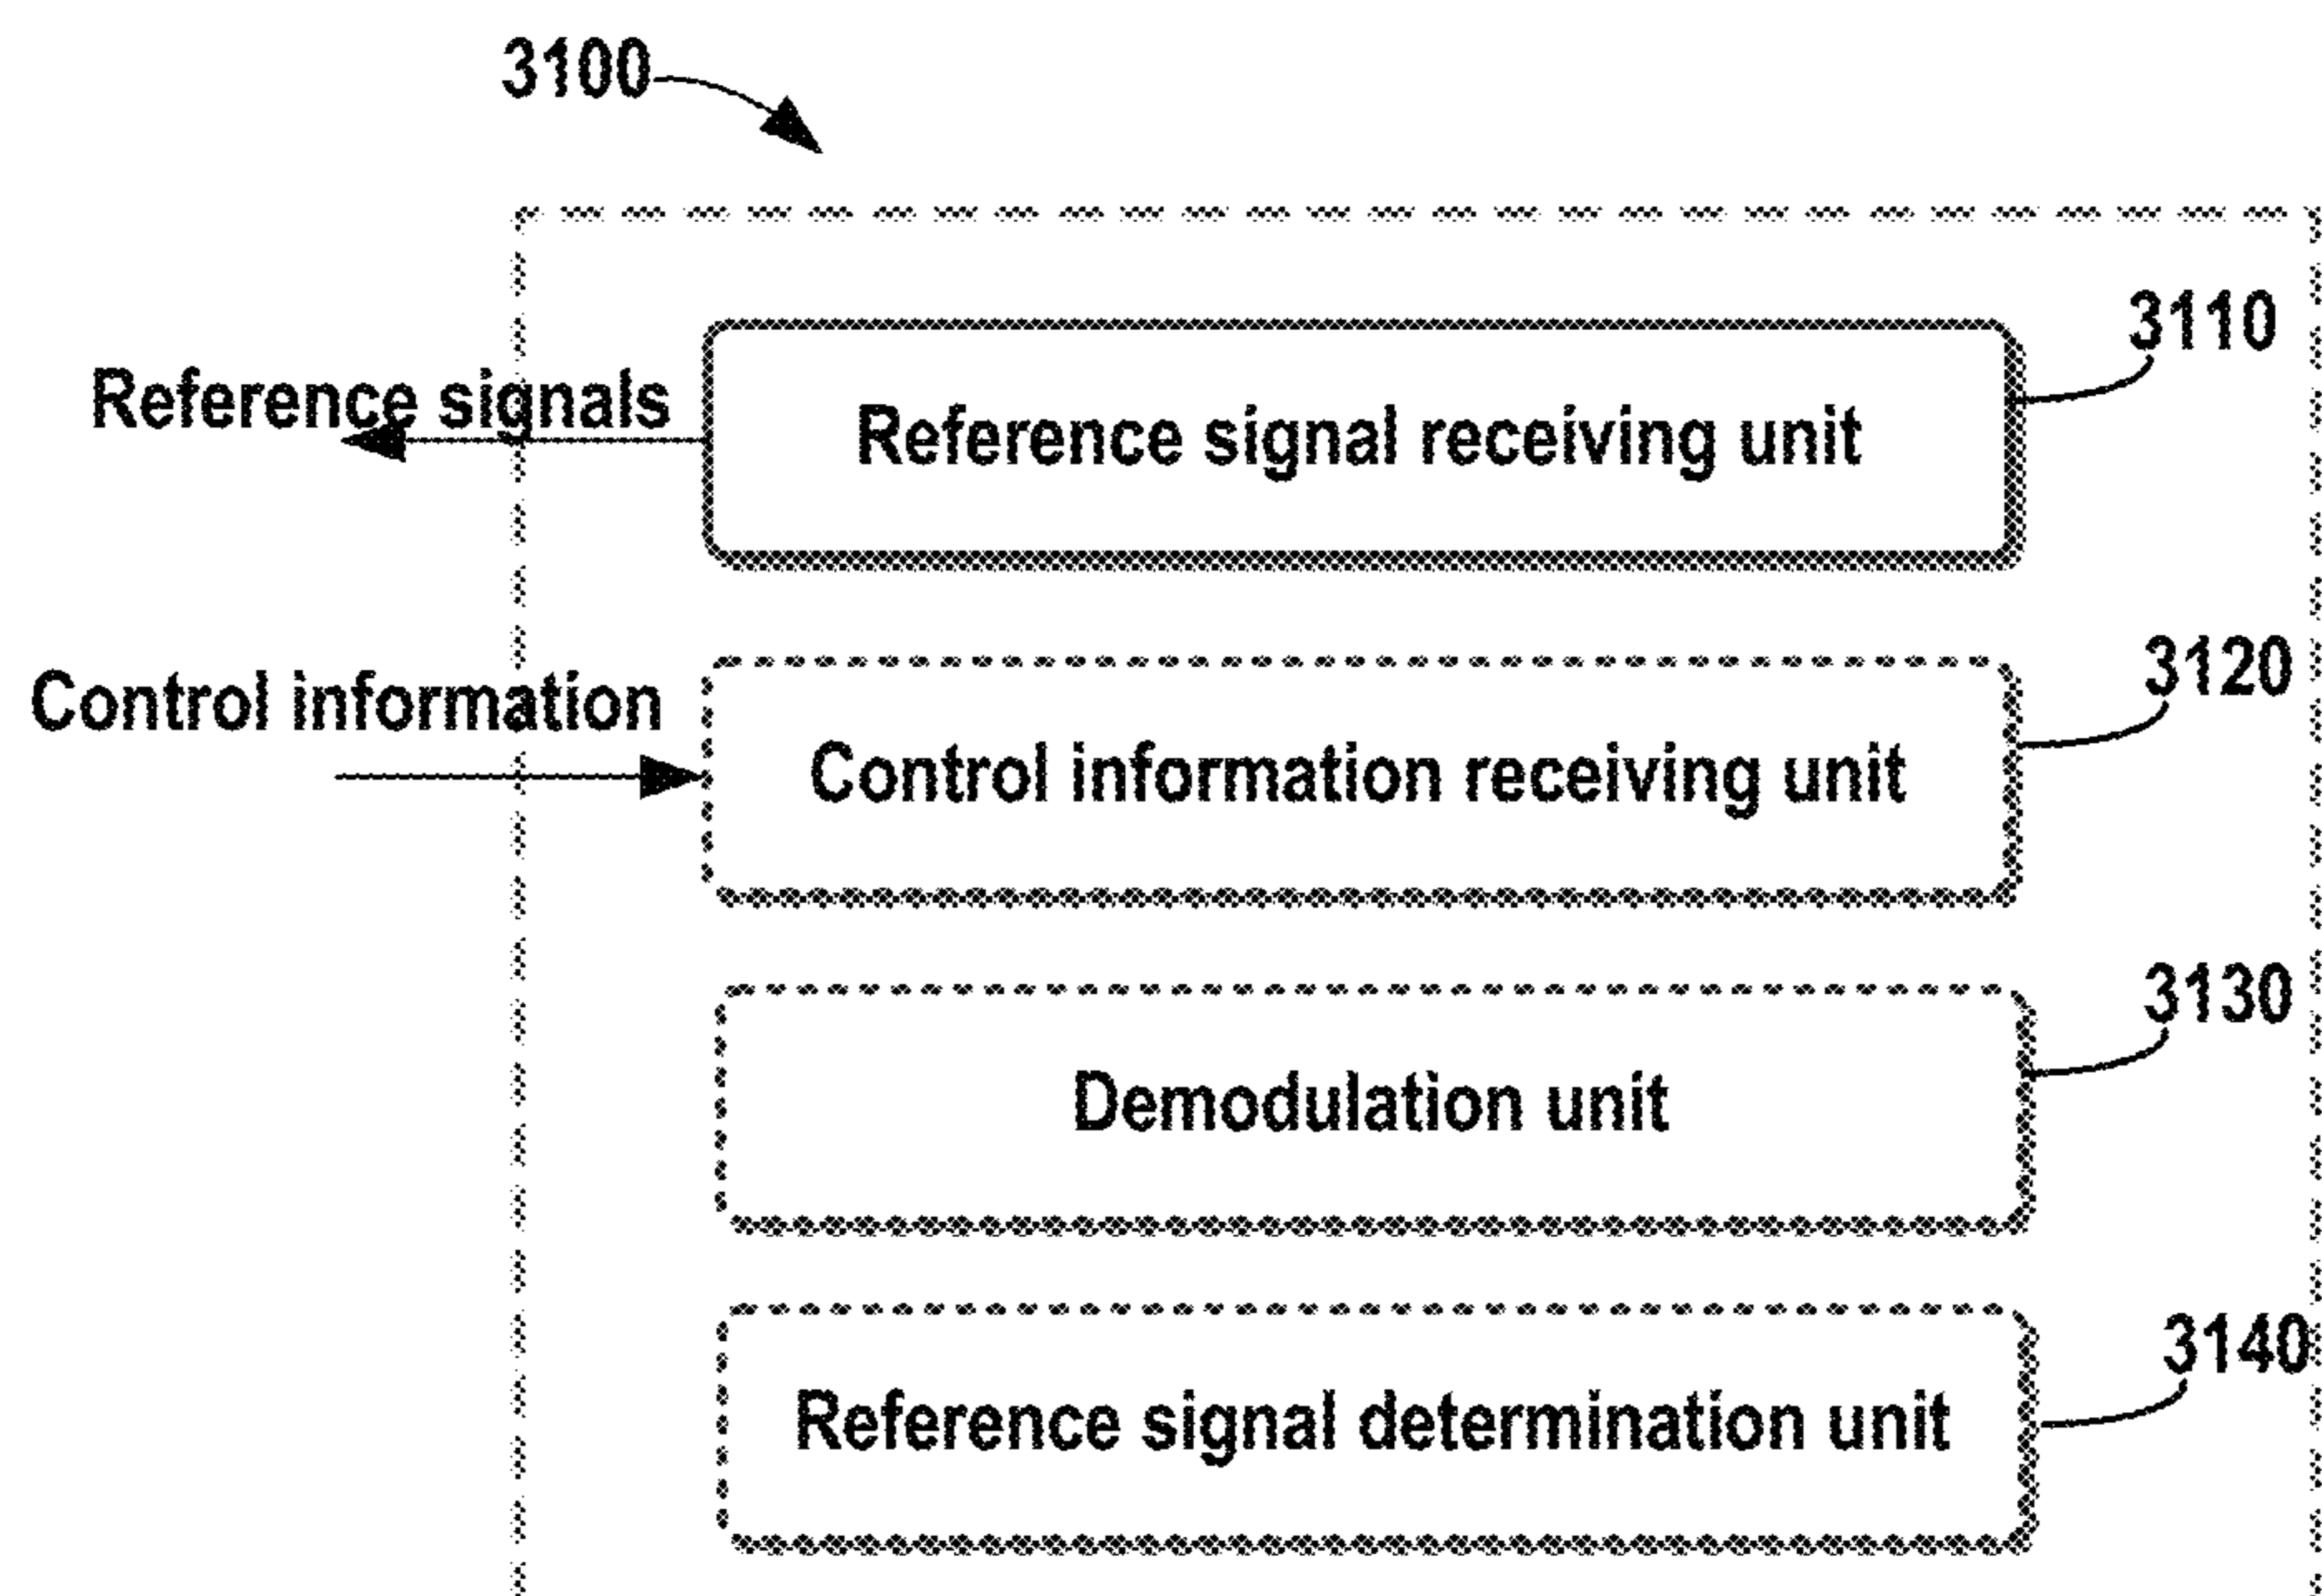 3100
3110
Reference signals
Reference signal receiving unit
3120
Control information
Control information receiving unit
3130
Demodulation unit
3140
Reference signal determination unit